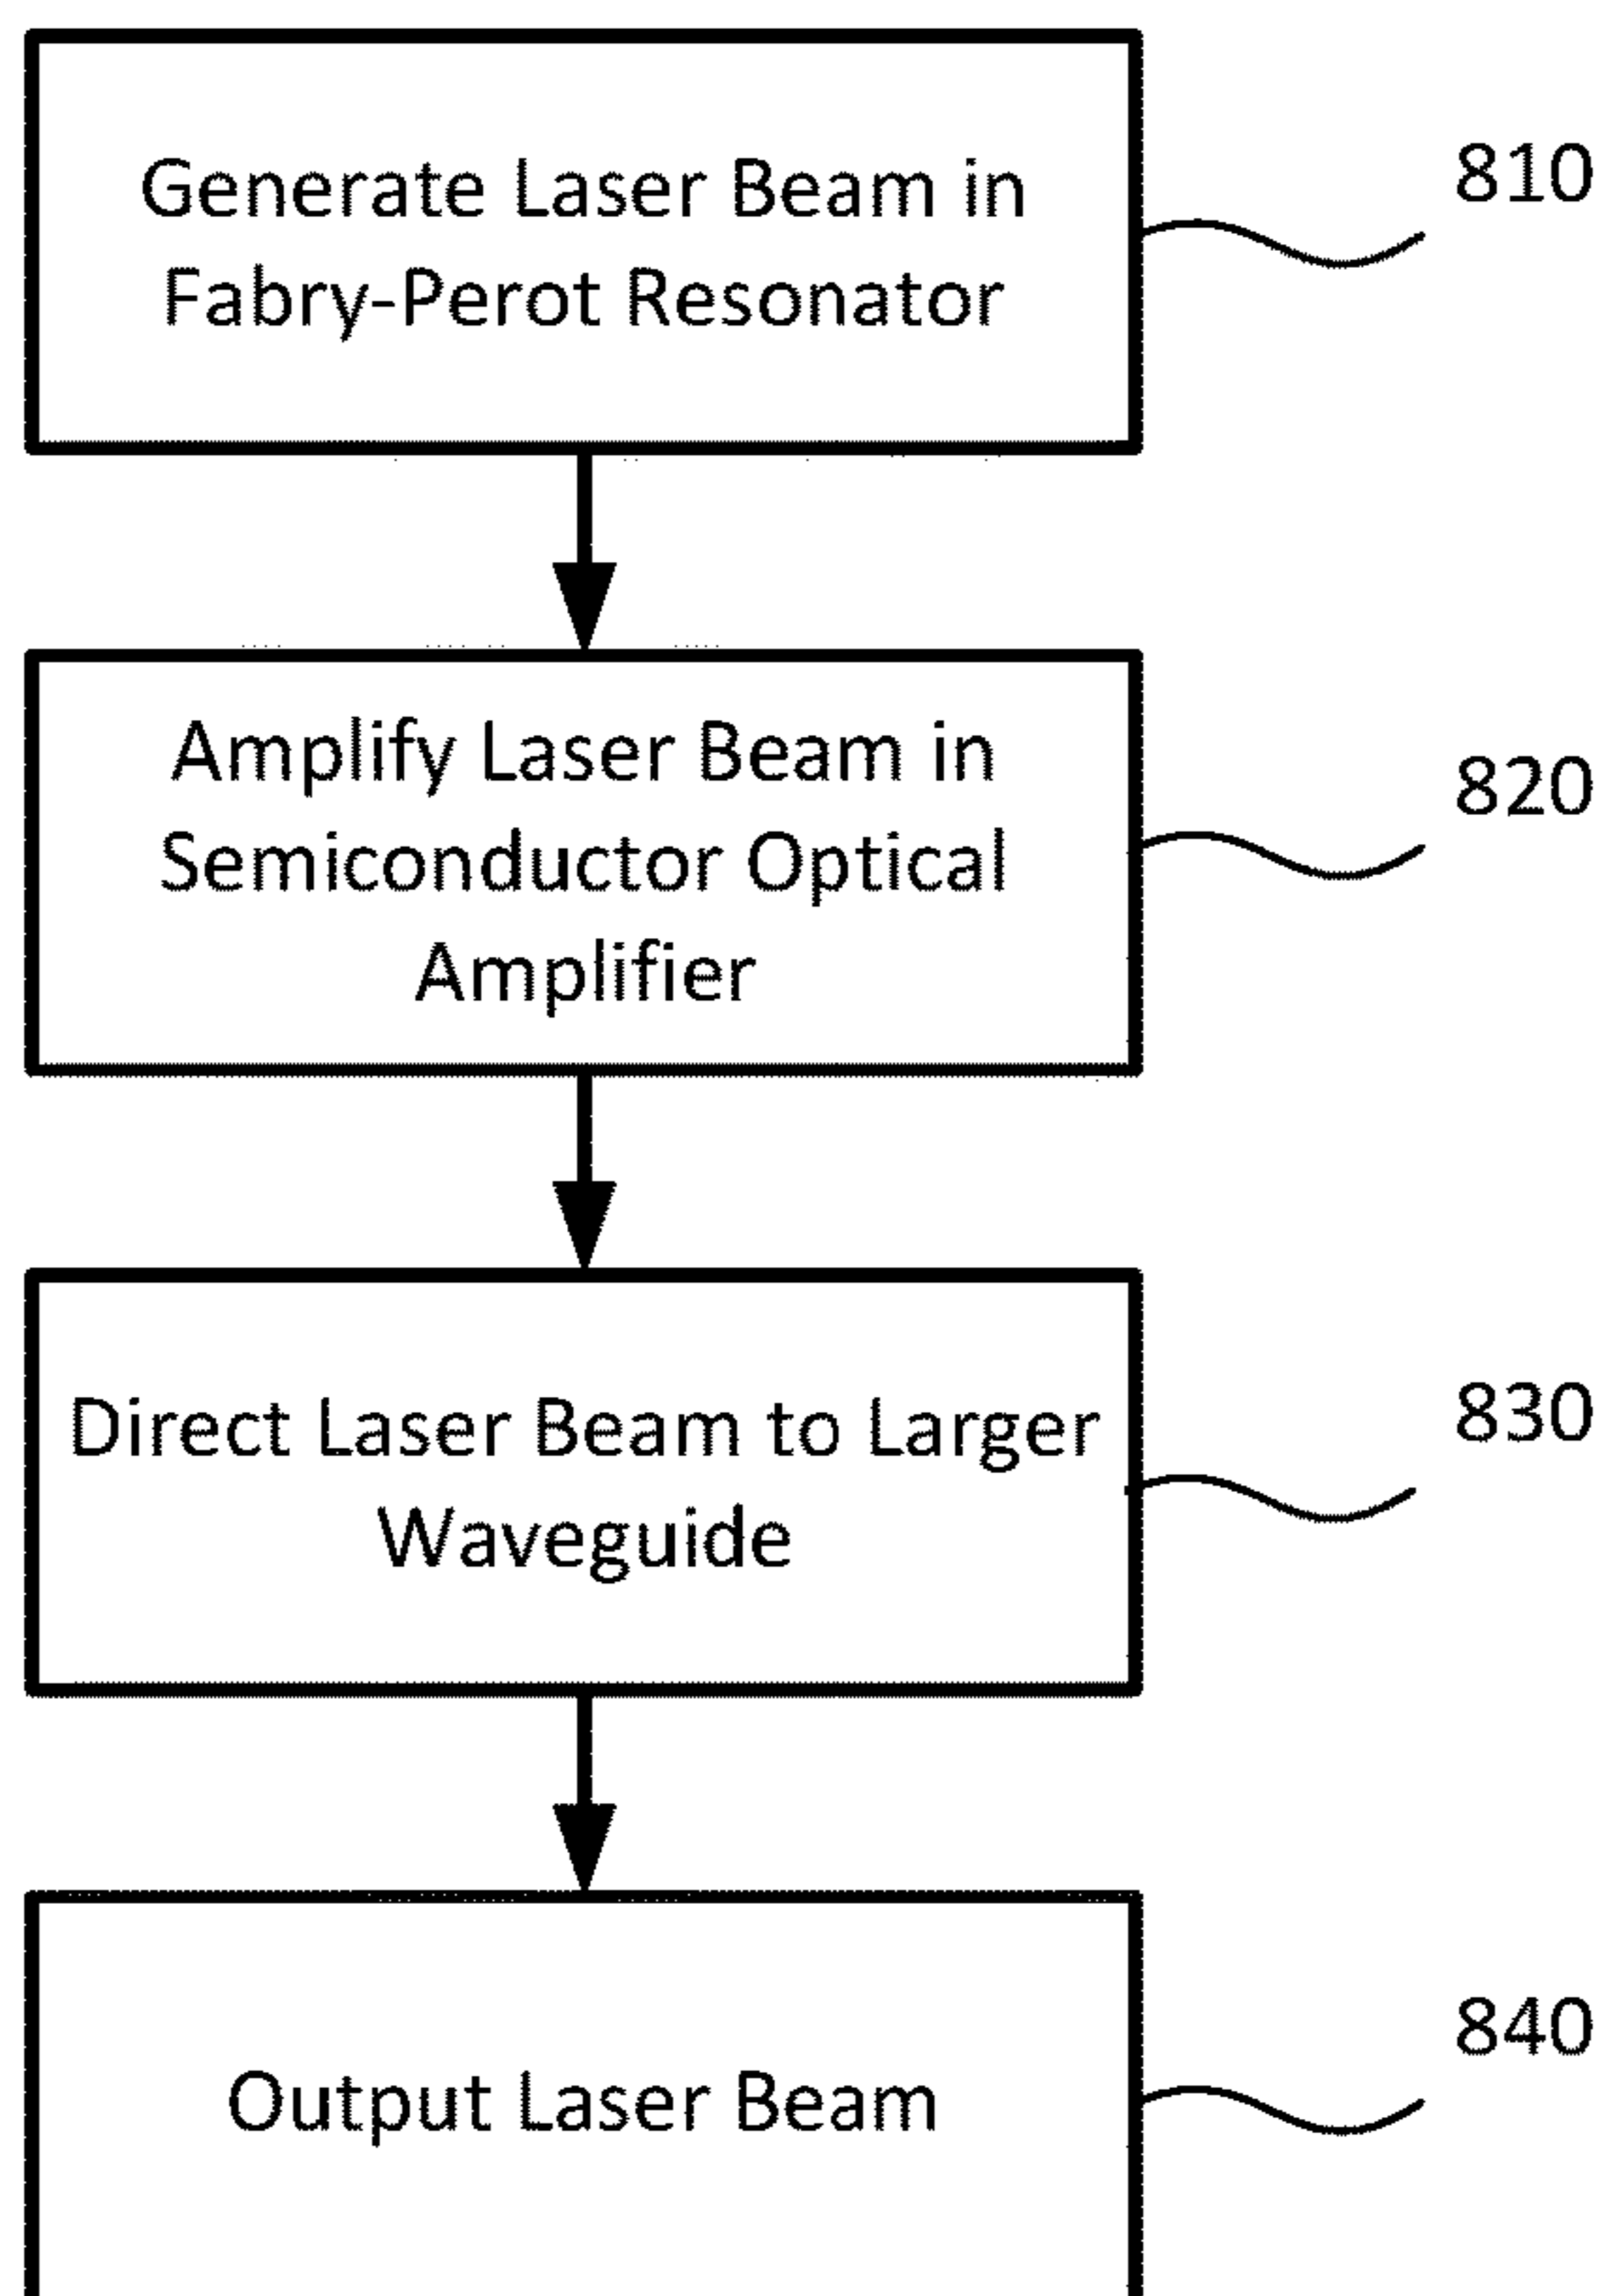 Generate Laser Beam in
Fabry-Perot Resonator
810
Amplify Laser Beam in
Semiconductor Optical
Amplifier
820
Direct Laser Beam to Larger
Waveguide
830
Output Laser Beam
840